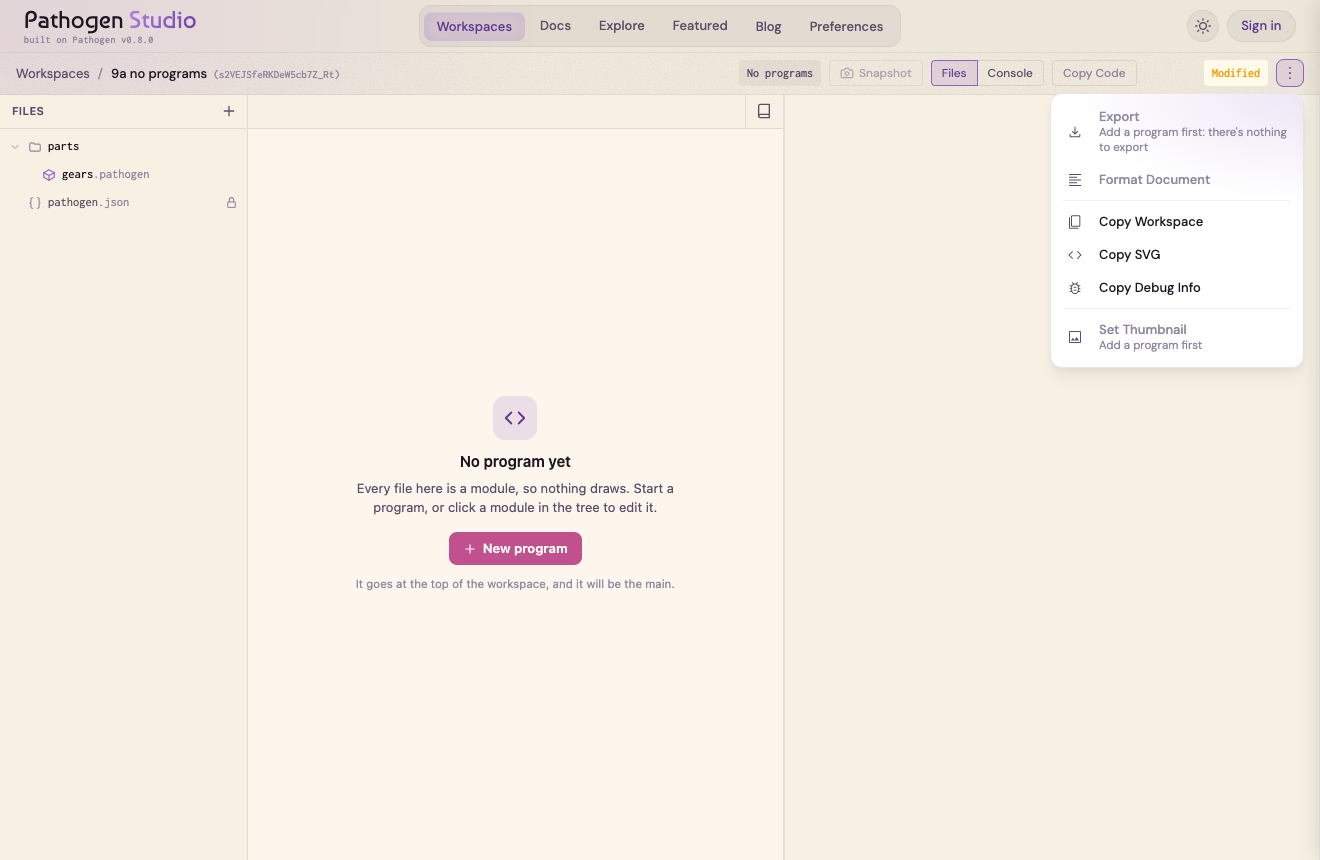 Pathogen Studio
built on Pathogen v0.8.0
Workspaces
Docs
Explore
Featured
Blog
Preferences
Sign in
Workspaces / 9a no programs (s2VEJSfeRKDeW5cb7Z_Rt)
No programs
Snapshot
Files
Console
Copy Code
Modified
FILES
parts
gears.pathogen
{ } pathogen.json
Export
Add a program first: there's nothing
to export
Format Document
Copy Workspace
Copy SVG
Copy Debug Info
Set Thumbnail
Add a program first
No program yet
Every file here is a module, so nothing draws. Start a
program, or click a module in the tree to edit it.
+ New program
It goes at the top of the workspace, and it will be the main.